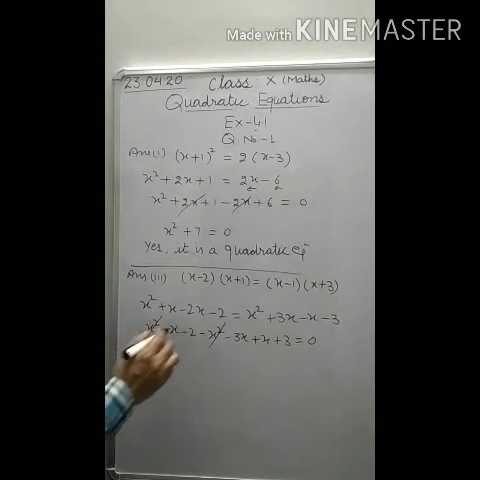 Made with KINEMASTER
23.04.20 Class : X (Maths)
Quadratic Equations
Ex-4.1
Q. No-1
Ans(i) (x+1)² = 2(x-3)
x² + 2x + 1 = 2x - 6
x² + 2x + 1 - 2x + 6 = 0
x² + 7 = 0
Yes, it is a quadratic eqn
Ans(iii) (x-2)(x+1) = (x-1)(x+3)
x² + x - 2x - 2 = x² + 3x - x - 3
x² - x - 2 - x² - 3x + x + 3 = 0